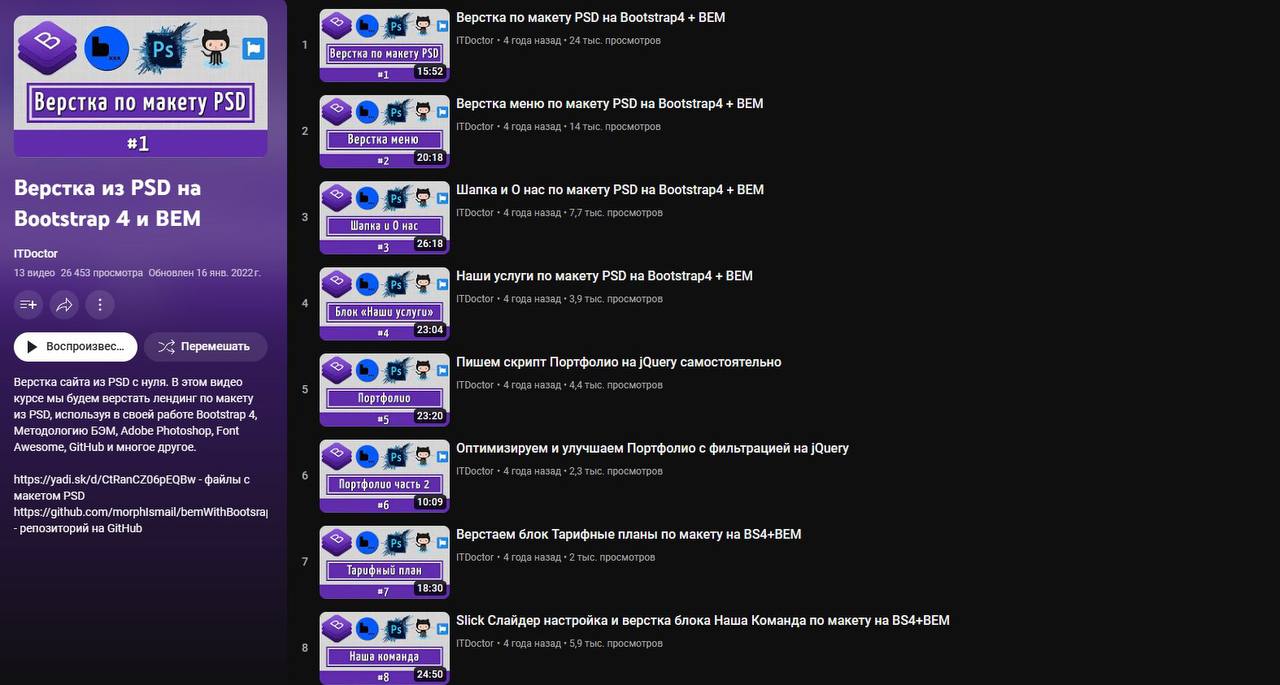 Ps
Верстка по макету PSD
#1
Верстка из PSD на
Bootstrap 4 и BEM
ITDoctor
13 видео 26 453 просмотра Обновлен 16 янв. 2022 г.
Воспроизвес...
Перемешать
Верстка сайта из PSD с нуля. В этом видео
курсе мы будем верстать лендинг по макету
из PSD, используя в своей работе Bootstrap 4,
Методологию БЭМ, Adobe Photoshop, Font
Awesome, GitHub и многое другое.
https://yadi.sk/d/CtRanCZ06pEQBw - файлы с
макетом PSD
https://github.com/morphIsmail/bemWithBootsrap
- репозиторий на GitHub
1
Ps
Верстка по макету PSD
#1
15:52
Верстка по макету PSD на Bootstrap4 + BEM
ITDoctor • 4 года назад • 24 тыс. просмотров
2
Ps
Верстка меню
#2
20:18
Верстка меню по макету PSD на Bootstrap4 + BEM
ITDoctor • 4 года назад • 14 тыс. просмотров
3
Ps
Шапка и О нас
#3
26:18
Шапка и О нас по макету PSD на Bootstrap4 + BEM
ITDoctor • 4 года назад • 7,7 тыс. просмотров
4
Ps
Блок «Наши услуги»
#4
23:04
Наши услуги по макету PSD на Bootstrap4 + BEM
ITDoctor • 4 года назад • 3,9 тыс. просмотров
5
Ps
Портфолио
#5
23:20
Пишем скрипт Портфолио на jQuery самостоятельно
ITDoctor • 4 года назад • 4,4 тыс. просмотров
6
Ps
Портфолио часть 2
#6
10:09
Оптимизируем и улучшаем Портфолио с фильтрацией на jQuery
ITDoctor • 4 года назад • 2,3 тыс. просмотров
7
Ps
Тарифный план
#7
18:30
Верстаем блок Тарифные планы по макету на BS4+BEM
ITDoctor • 4 года назад • 2 тыс. просмотров
8
Ps
Наша команда
#8
24:50
Slick Слайдер настройка и верстка блока Наша Команда по макету на BS4+BEM
ITDoctor • 4 года назад • 5,9 тыс. просмотров